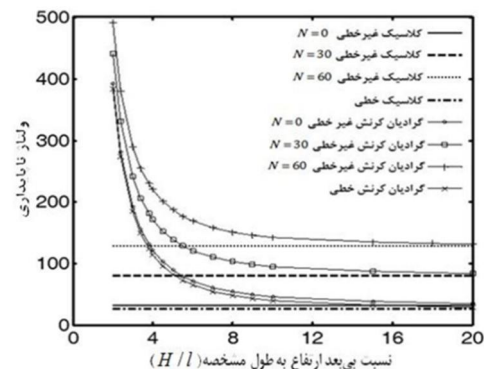 500
400
300
200
100
0
ولتاژ ناپایداری
کلاسیک غیرخطی N = 0
کلاسیک غیرخطی N = 30
کلاسیک غیرخطی N = 60
کلاسیک خطی
گرادیان کرنش غیر خطی N = 0
گرادیان کرنش غیرخطی N = 30
گرادیان کرنش غیرخطی N = 60
گرادیان کرنش خطی
0 4 8 12 16 20
نسبت بی‌بعد ارتفاع به طول مشخصه (H / l)